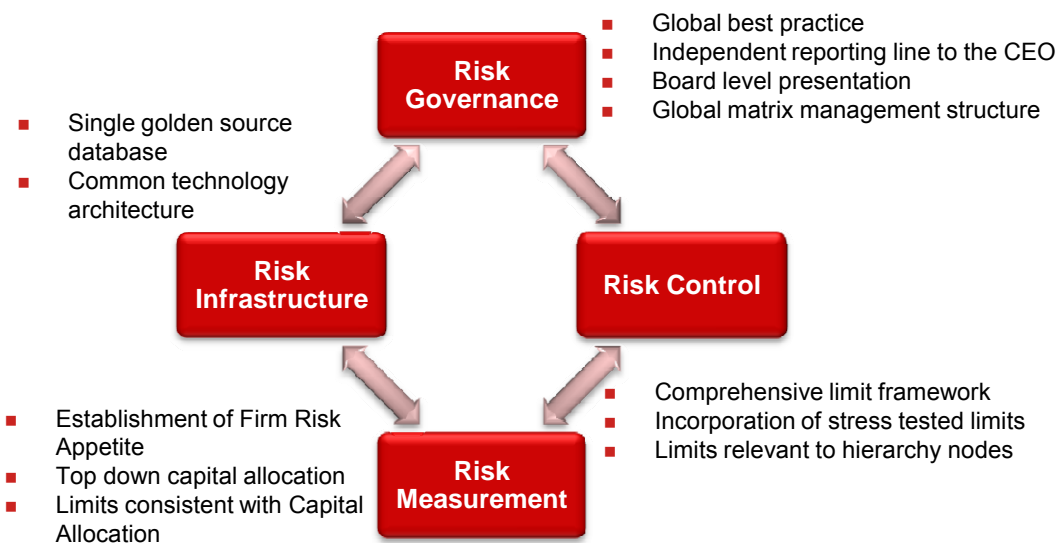 Risk
Governance
Global best practice
Independent reporting line to the CEO
Board level presentation
Global matrix management structure
Single golden source
database
Common technology
architecture
Risk
Infrastructure
Risk Control
Establishment of Firm Risk
Appetite
Top down capital allocation
Limits consistent with Capital
Allocation
Risk
Measurement
Comprehensive limit framework
Incorporation of stress tested limits
Limits relevant to hierarchy nodes